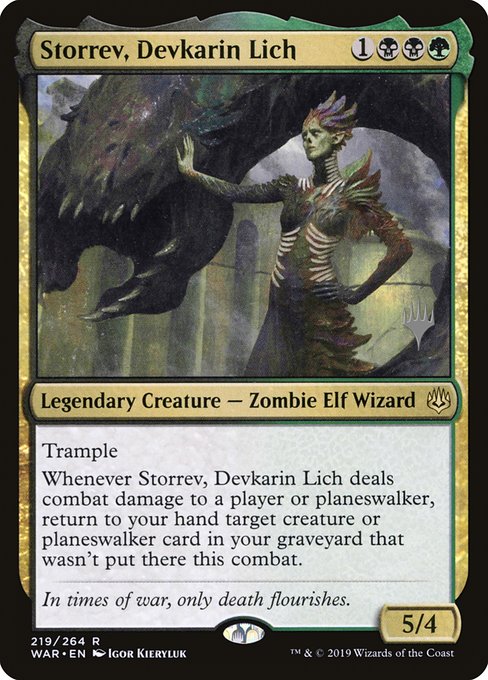 Storrev, Devkarin Lich 1
Legendary Creature — Zombie Elf Wizard
Trample
Whenever Storrev, Devkarin Lich deals
combat damage to a player or planeswalker,
return to your hand target creature or
planeswalker card in your graveyard that
wasn't put there this combat.
In times of war, only death flourishes.
5/4
219/264 R
WAR • EN Igor Kieryluk
™ & © 2019 Wizards of the Coast